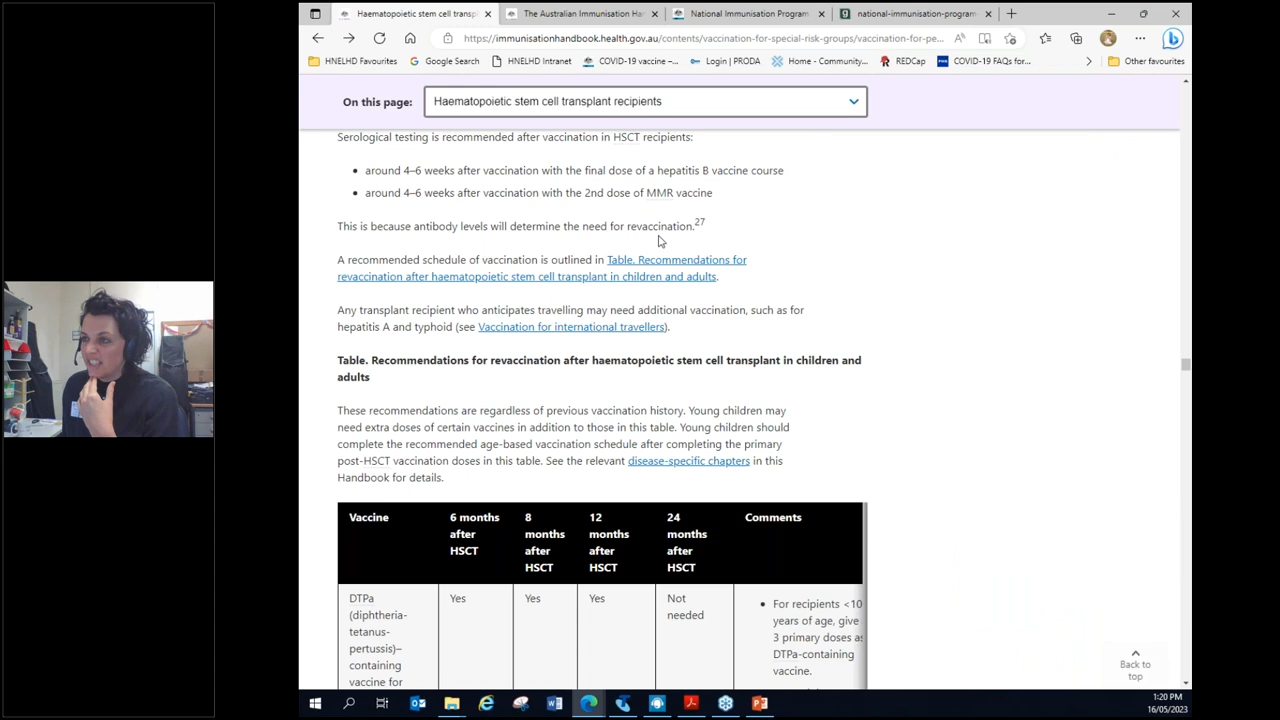 Haematopoietic stem cell transp
The Australian Immunisation Ha
National Immunisation Program
national-immunisation-program
https://immunisationhandbook.health.gov.au/contents/vaccination-for-special-risk-groups/vaccination-for-pe...
HNELHD Favourites
Google Search
HNELHD Intranet
COVID-19 vaccine –...
Login | PRODA
Home - Community...
REDCap
COVID-19 FAQs for...
Other favourites
On this page:
Haematopoietic stem cell transplant recipients
Serological testing is recommended after vaccination in HSCT recipients:
• around 4–6 weeks after vaccination with the final dose of a hepatitis B vaccine course
• around 4–6 weeks after vaccination with the 2nd dose of MMR vaccine
This is because antibody levels will determine the need for revaccination.27
A recommended schedule of vaccination is outlined in Table. Recommendations for
revaccination after haematopoietic stem cell transplant in children and adults.
Any transplant recipient who anticipates travelling may need additional vaccination, such as for
hepatitis A and typhoid (see Vaccination for international travellers).
Table. Recommendations for revaccination after haematopoietic stem cell transplant in children and
adults
These recommendations are regardless of previous vaccination history. Young children may
need extra doses of certain vaccines in addition to those in this table. Young children should
complete the recommended age-based vaccination schedule after completing the primary
post-HSCT vaccination doses in this table. See the relevant disease-specific chapters in this
Handbook for details.
Vaccine
6 months
after
HSCT
8
months
after
HSCT
12
months
after
HSCT
24
months
after
HSCT
Comments
DTPa
(diphtheria-
tetanus-
pertussis)–
containing
vaccine for
Yes
Yes
Yes
Not
needed
• For recipients <10
years of age, give
3 primary doses as
DTPa-containing
vaccine.
Back to
top
1:20 PM
16/05/2023